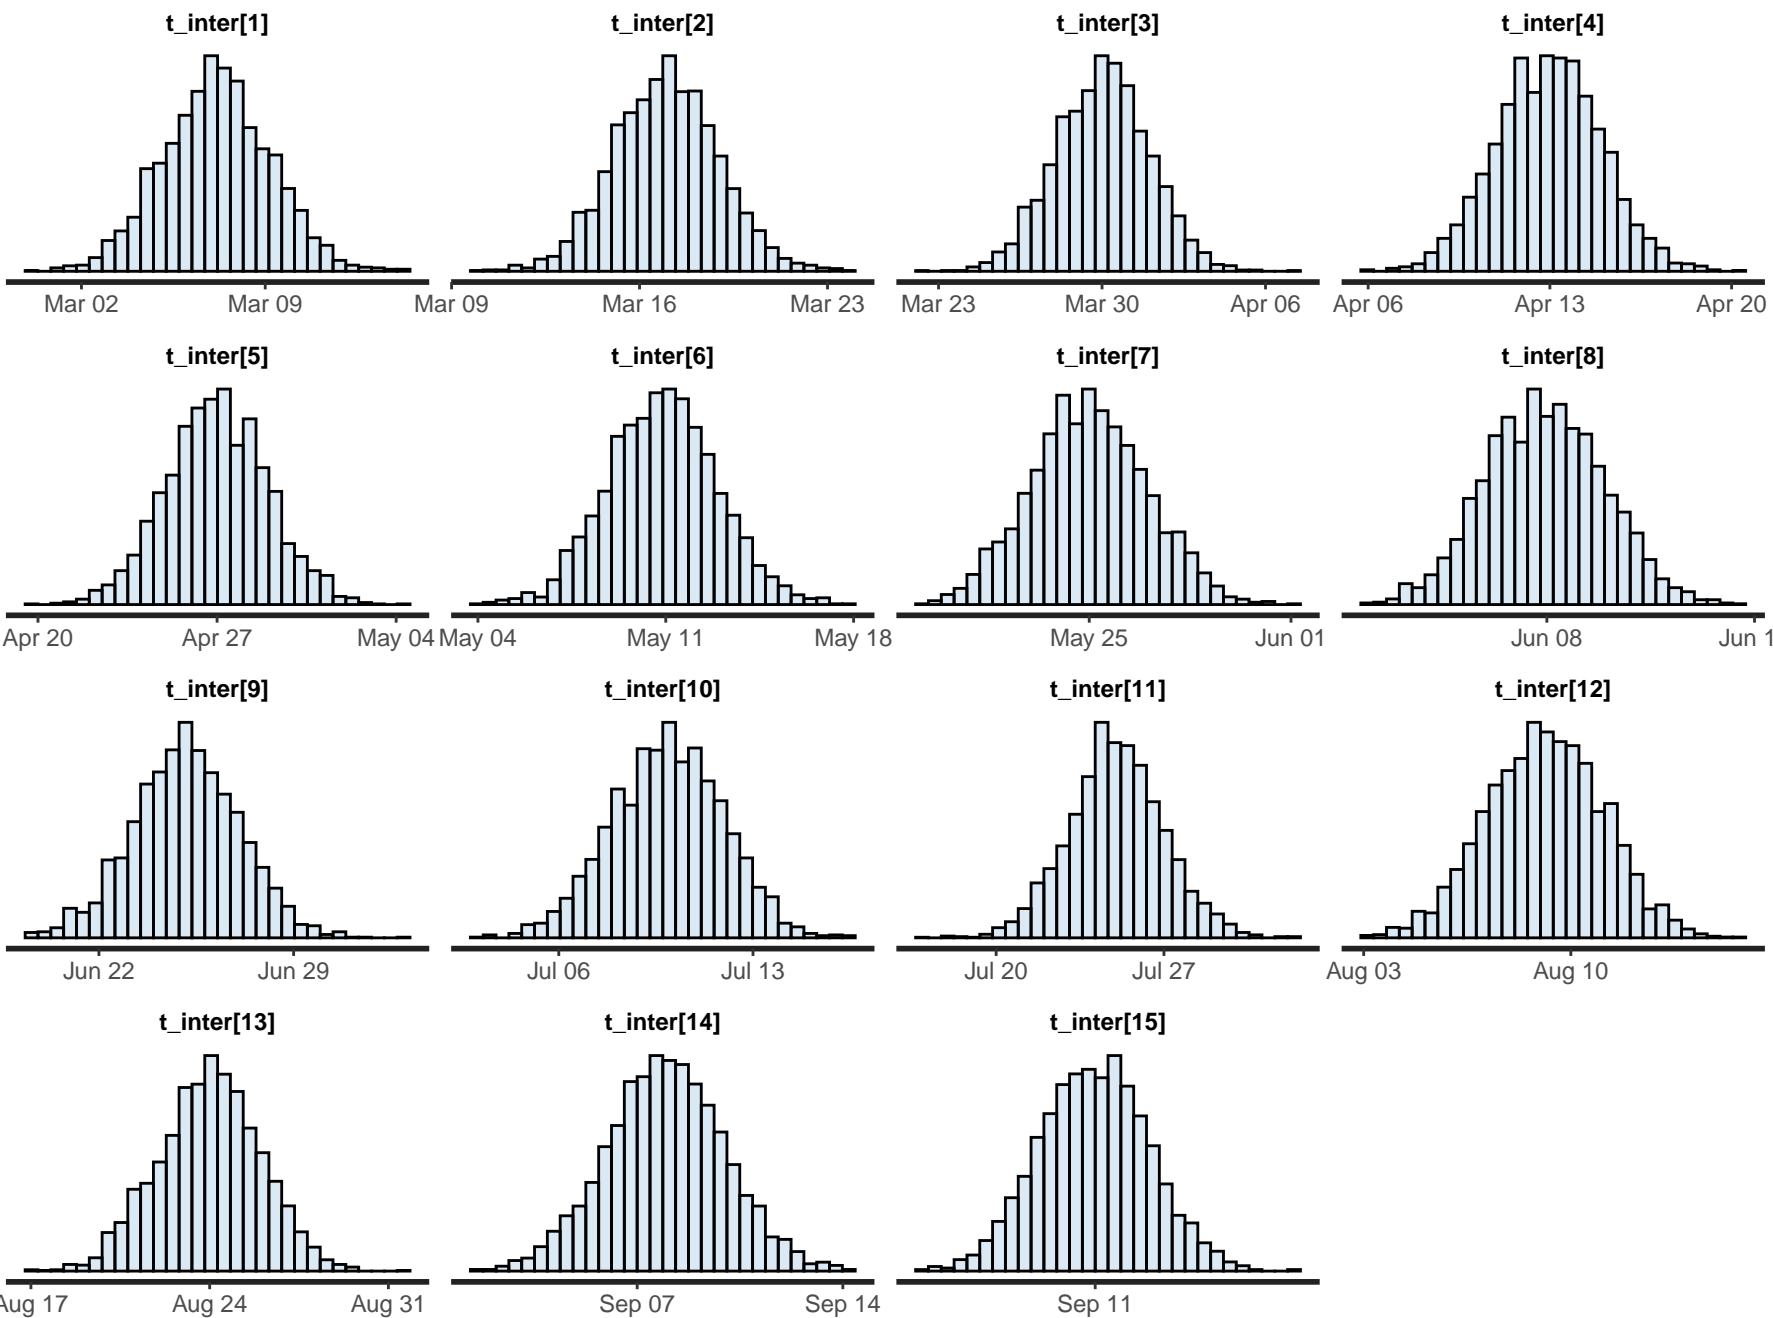 t_inter[1] t_inter[2] t_inter[3] t_inter[4]
Mar 02 Mar 09 Mar 09 Mar 16 Mar 23 Mar 23 Mar 30 Apr 06 Apr 06 Apr 13 Apr 20
t_inter[5] t_inter[6] t_inter[7] t_inter[8]
Apr 20 Apr 27 May 04 May 04 May 11 May 18 May 25 Jun 01 Jun 08 Jun 1
t_inter[9] t_inter[10] t_inter[11] t_inter[12]
Jun 22 Jun 29 Jul 06 Jul 13 Jul 20 Jul 27 Aug 03 Aug 10
t_inter[13] t_inter[14] t_inter[15]
Aug 17 Aug 24 Aug 31 Sep 07 Sep 14 Sep 11